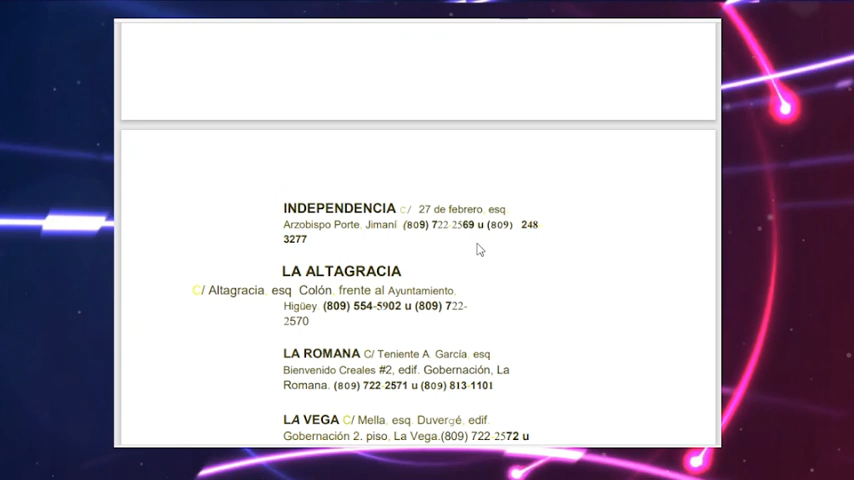 INDEPENDENCIA C/ 27 de febrero, esq.
Arzobispo Porte, Jimaní (809) 722-2569 u (809) 248-
3277
LA ALTAGRACIA
C/ Altagracia, esq. Colón, frente al Ayuntamiento,
Higüey. (809) 554-5902 u (809) 722-
2570
LA ROMANA C/ Teniente A. García, esq.
Bienvenido Creales #2, edif. Gobernación, La
Romana. (809) 722-2571 u (809) 813-1101
LA VEGA C/ Mella, esq. Duvergé, edif.
Gobernación 2. piso, La Vega.(809) 722-2572 u